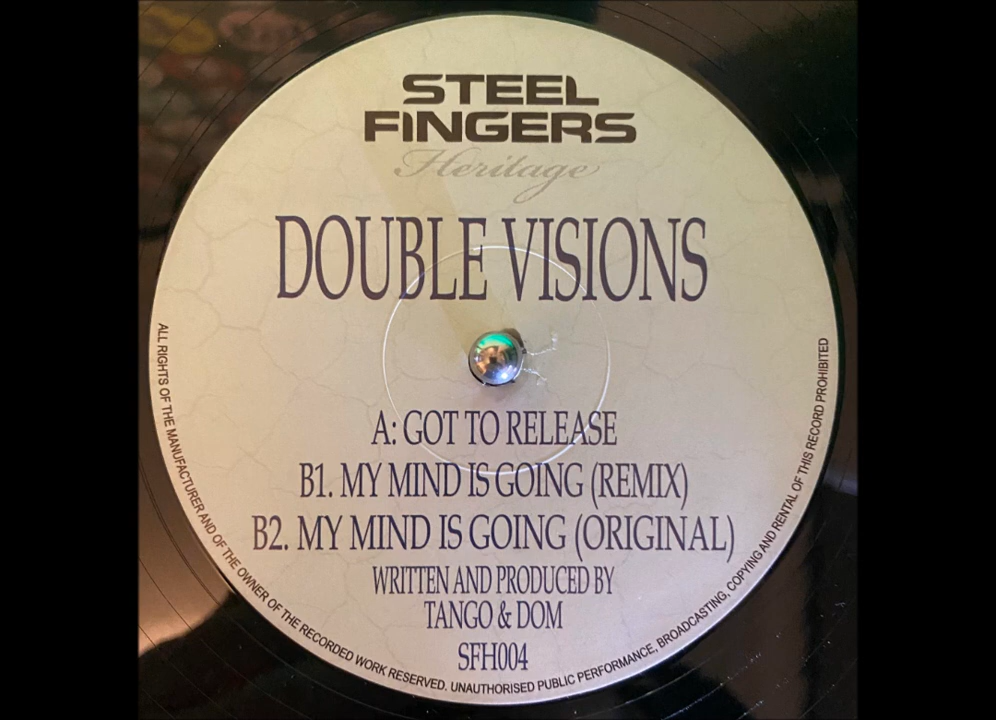 STEEL
FINGERS
Heritage
DOUBLE VISIONS
A: GOT TO RELEASE
B1. MY MIND IS GOING (REMIX)
B2. MY MIND IS GOING (ORIGINAL)
WRITTEN AND PRODUCED BY
TANGO & DOM
SFH004
ALL RIGHTS OF THE MANUFACTURER AND OF THE OWNER OF THE RECORDED WORK RESERVED. UNAUTHORISED PUBLIC PERFORMANCE, BROADCASTING, COPYING AND RENTAL OF THIS RECORD PROHIBITED